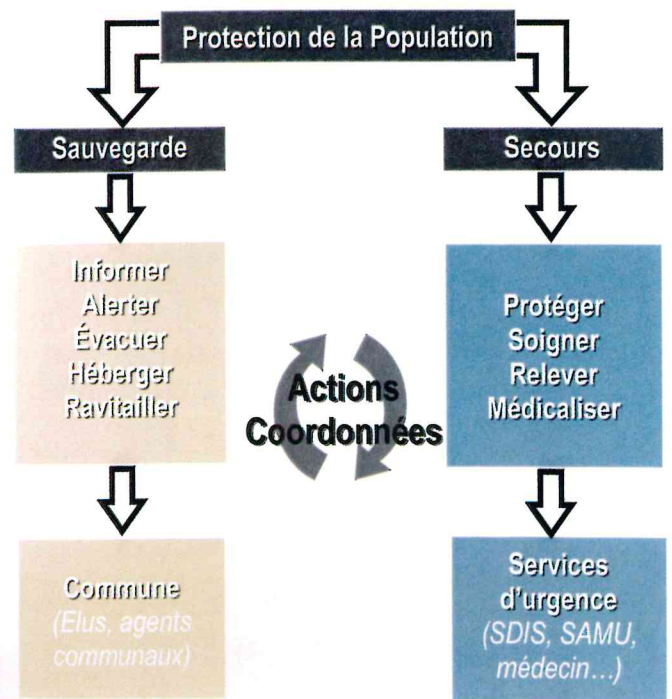 Protection de la Population
Sauvegarde
Secours
Informer
Alerter
Évacuer
Héberger
Ravitailler
Protéger
Soigner
Relever
Médicaliser
Actions
Coordonnées
Commune
(Elus, agents
communaux)
Services
d'urgence
(SDIS, SAMU,
médecin...)